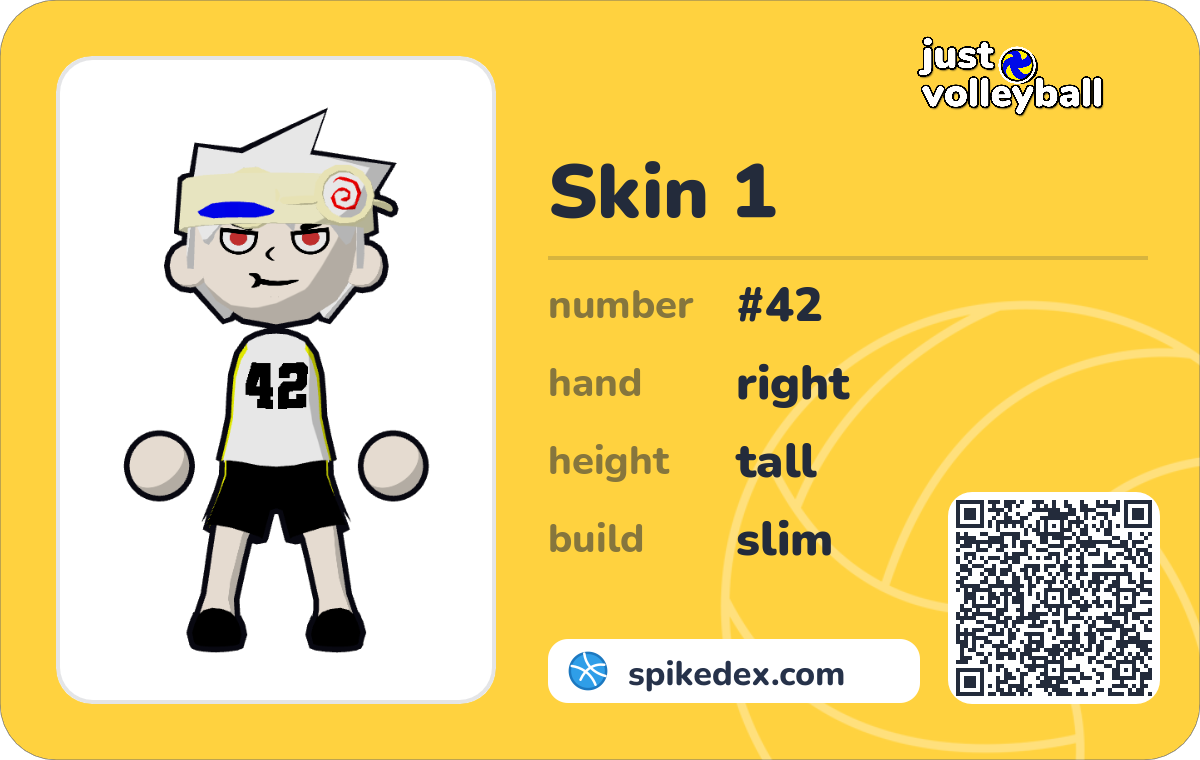 just
volleyball
Skin 1
number #42
hand right
height tall
build slim
42
spikedex.com